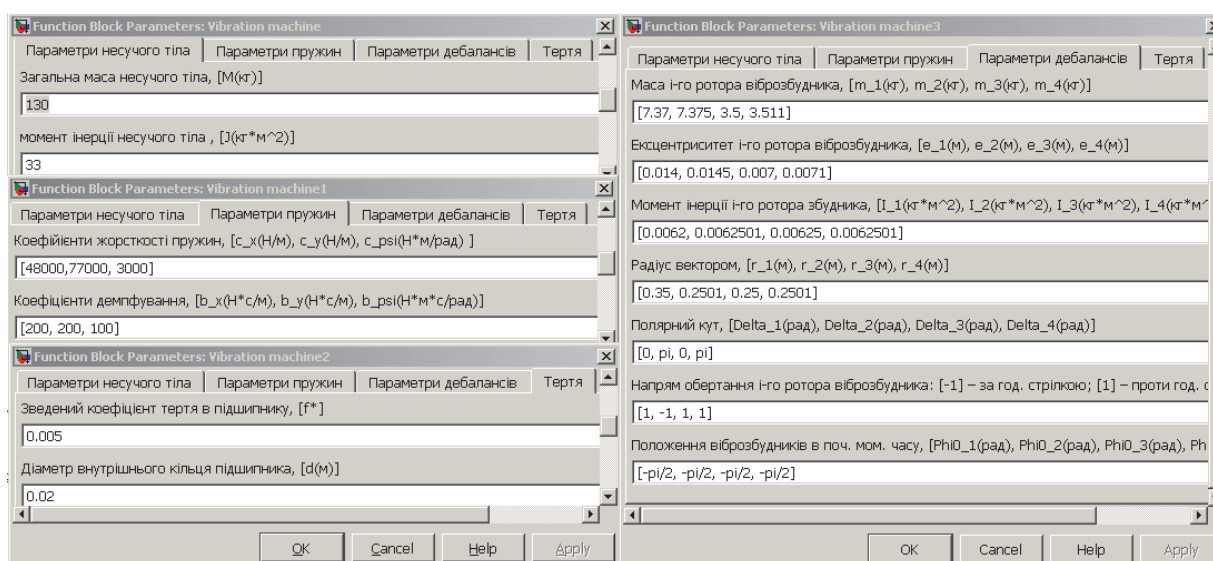 Function Block Parameters: Vibration machine
Параметри несучого тіла Параметри пружин Параметри дебалансів Тертя
Загальна маса несучого тіла, [M(кг)]
130
момент інерції несучого тіла , [J(кг*м^2)]
33
Function Block Parameters: Vibration machine1
Параметри несучого тіла Параметри пружин Параметри дебалансів Тертя
Коефійієнти жорсткості пружин, [c_x(Н/м), c_y(Н/м), c_psi(Н*м/рад) ]
[48000,77000, 3000]
Коефіцієнти демпфування, [b_x(Н*с/м), b_y(Н*с/м), b_psi(Н*м*с/рад)]
[200, 200, 100]
Function Block Parameters: Vibration machine2
Параметри несучого тіла Параметри пружин Параметри дебалансів Тертя
Зведений коефіцієнт тертя в підшипнику, [f*]
0.005
Діаметр внутрішнього кільця підшипника, [d(м)]
0.02
OK Cancel Help Apply
Function Block Parameters: Vibration machine3
Параметри несучого тіла Параметри пружин Параметри дебалансів Тертя
Маса і-го ротора віброзбудника, [m_1(кг), m_2(кг), m_3(кг), m_4(кг)]
[7.37, 7.375, 3.5, 3.511]
Ексцентриситет і-го ротора віброзбудника, [e_1(м), e_2(м), e_3(м), e_4(м)]
[0.014, 0.0145, 0.007, 0.0071]
Момент інерції і-го ротора збудника, [I_1(кг*м^2), I_2(кг*м^2), I_3(кг*м^2), I_4(кг*м^
[0.0062, 0.0062501, 0.00625, 0.0062501]
Радіус вектором, [r_1(м), r_2(м), r_3(м), r_4(м)]
[0.35, 0.2501, 0.25, 0.2501]
Полярний кут, [Delta_1(рад), Delta_2(рад), Delta_3(рад), Delta_4(рад)]
[0, pi, 0, pi]
Напрям обертання і-го ротора віброзбудника: [-1] – за год. стрілкою; [1] – проти год. с
[1, -1, 1, 1]
Положення віброзбудників в поч. мом. часу, [Phi0_1(рад), Phi0_2(рад), Phi0_3(рад), Ph
[-pi/2, -pi/2, -pi/2, -pi/2]
OK Cancel Help Apply